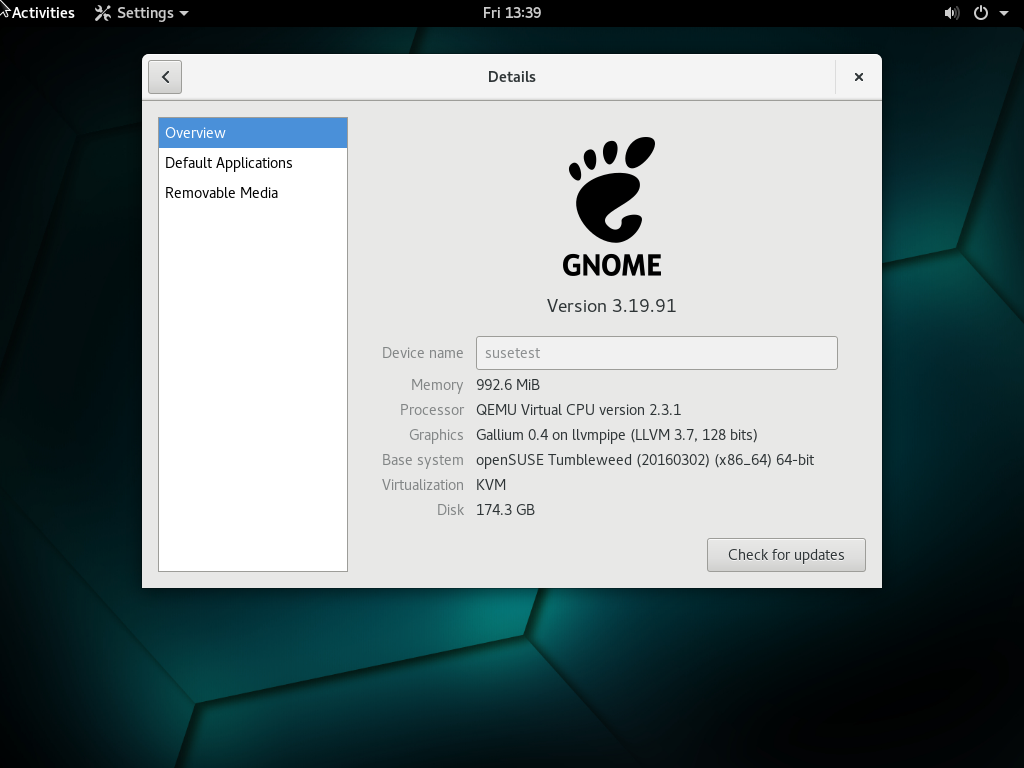 Activities Settings Fri 13:39
Details
Overview
Default Applications
Removable Media
GNOME
Version 3.19.91
Device name susetest
Memory 992.6 MiB
Processor QEMU Virtual CPU version 2.3.1
Graphics Gallium 0.4 on llvmpipe (LLVM 3.7, 128 bits)
Base system openSUSE Tumbleweed (20160302) (x86_64) 64-bit
Virtualization KVM
Disk 174.3 GB
Check for updates